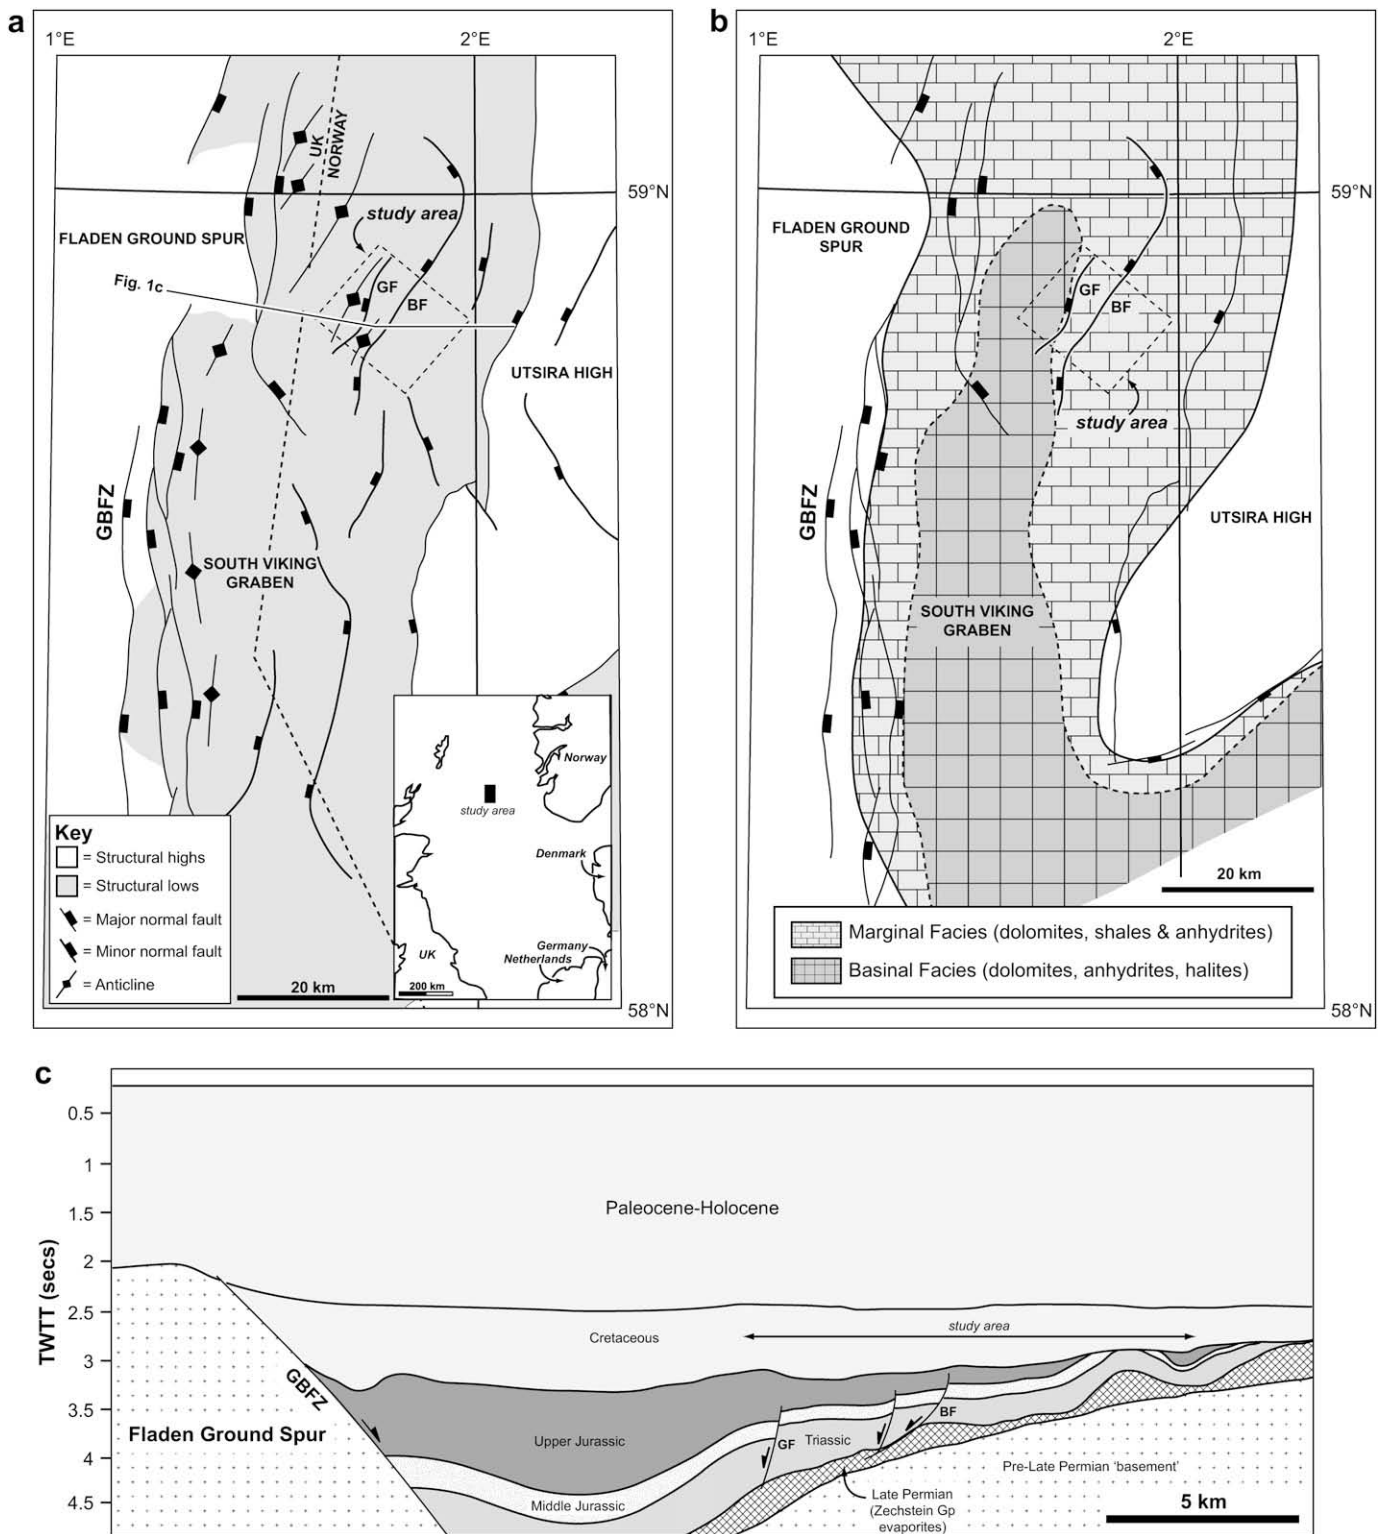 a
1°E
2°E
UK
NORWAY
59°N
study area
FLADEN GROUND SPUR
Fig. 1c
GF
BF
UTSIRA HIGH
GBFZ
SOUTH VIKING
GRABEN
Key
= Structural highs
= Structural lows
= Major normal fault
= Minor normal fault
= Anticline
20 km
Norway
study area
Denmark
UK
Germany
Netherlands
200 km
58°N
b
1°E
2°E
59°N
FLADEN GROUND
SPUR
GF
BF
study area
GBFZ
UTSIRA HIGH
SOUTH VIKING
GRABEN
20 km
Marginal Facies (dolomites, shales & anhydrites)
Basinal Facies (dolomites, anhydrites, halites)
58°N
c
TWTT (secs)
0.5
1
1.5
2
2.5
3
3.5
4
4.5
Paleocene-Holocene
Cretaceous
study area
GBFZ
Fladen Ground Spur
Upper Jurassic
Middle Jurassic
GF
Triassic
BF
Pre-Late Permian ‘basement’
Late Permian
(Zechstein Gp
evaporites)
5 km